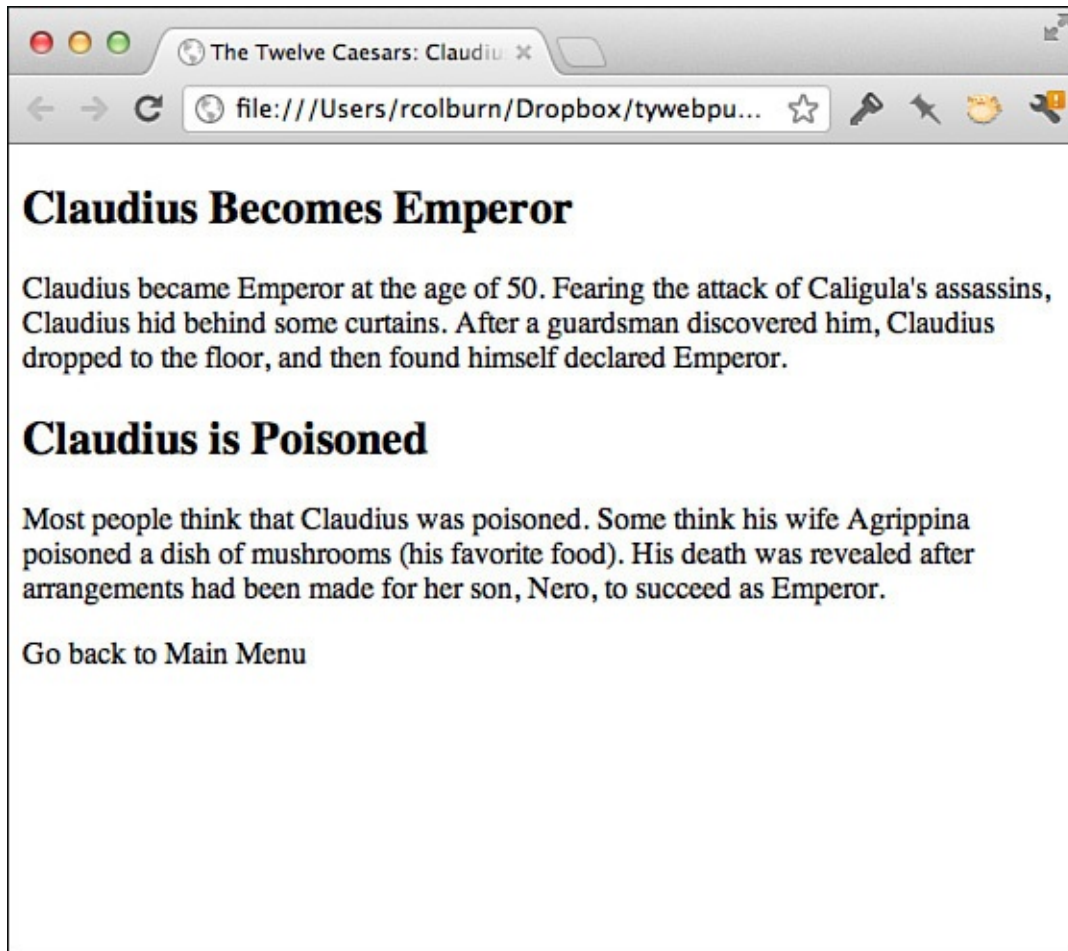 The Twelve Caesars: Claudiu
file:///Users/rcolburn/Dropbox/tywebpu...
Claudius Becomes Emperor
Claudius became Emperor at the age of 50. Fearing the attack of Caligula's assassins,
Claudius hid behind some curtains. After a guardsman discovered him, Claudius
dropped to the floor, and then found himself declared Emperor.
Claudius is Poisoned
Most people think that Claudius was poisoned. Some think his wife Agrippina
poisoned a dish of mushrooms (his favorite food). His death was revealed after
arrangements had been made for her son, Nero, to succeed as Emperor.
Go back to Main Menu